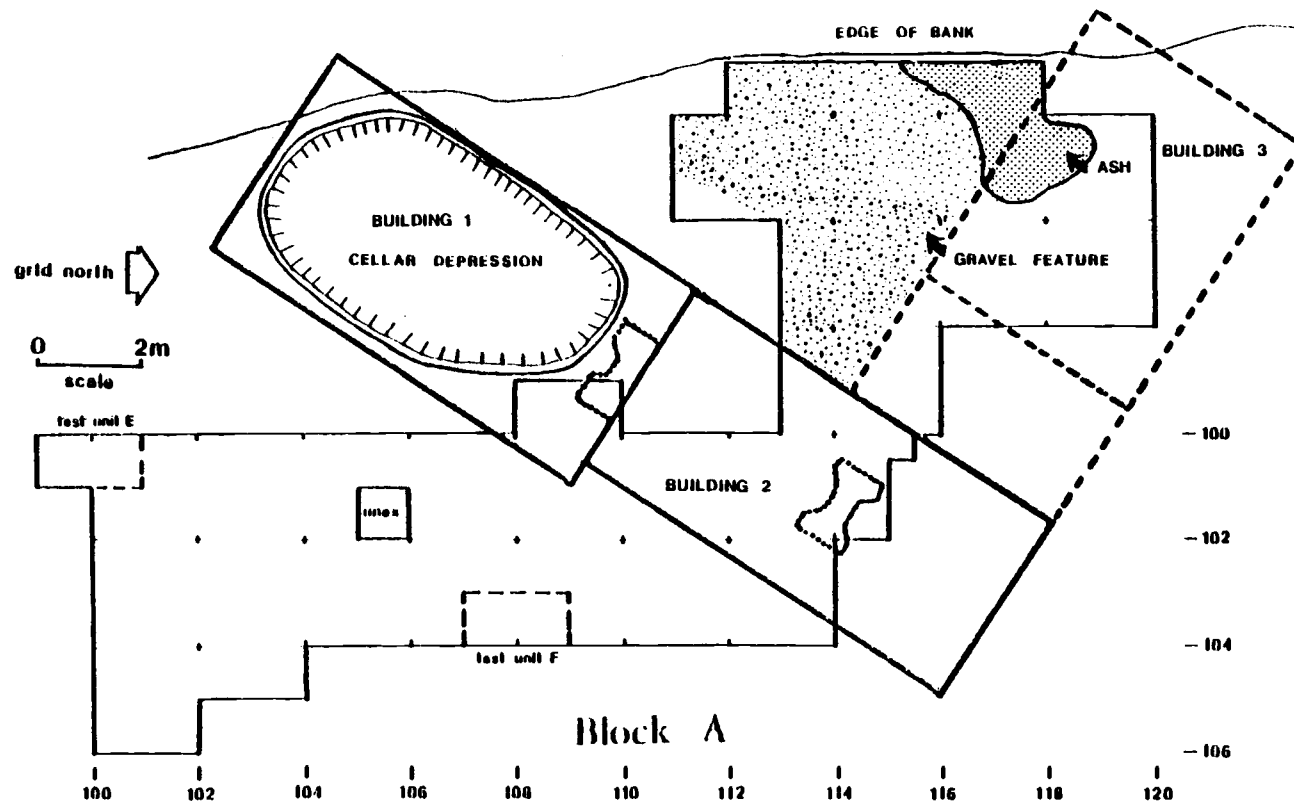 EDGE OF BANK
BUILDING 3
ASH
BUILDING 1
CELLAR DEPRESSION
grid north
GRAVEL FEATURE
0 2m
scale
test unit E
100
BUILDING 2
102
test unit F
104
Block A
106
100 102 104 106 108 110 112 114 116 118 120